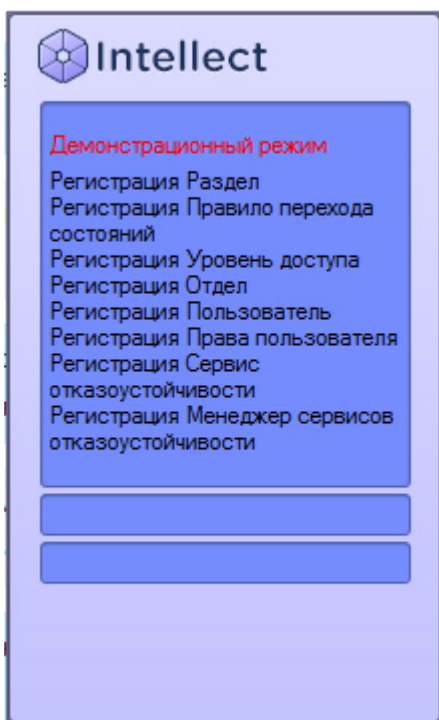 Intellect
Демонстрационный режим
Регистрация Раздел
Регистрация Правило перехода
состояний
Регистрация Уровень доступа
Регистрация Отдел
Регистрация Пользователь
Регистрация Права пользователя
Регистрация Сервис
отказоустойчивости
Регистрация Менеджер сервисов
отказоустойчивости